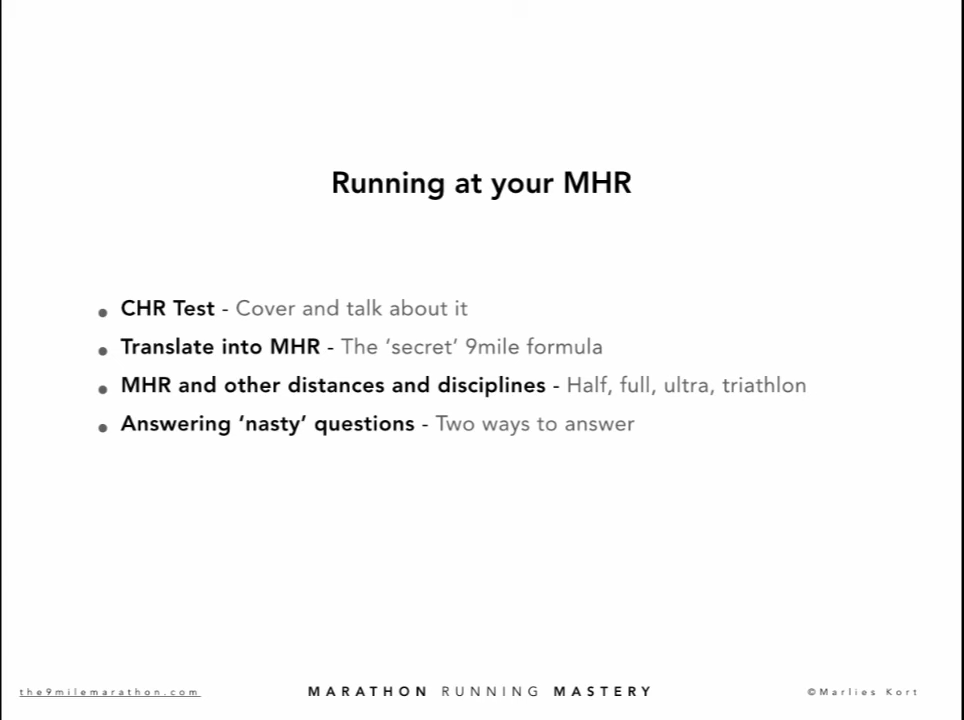 Running at your MHR
• CHR Test - Cover and talk about it
• Translate into MHR - The ‘secret’ 9mile formula
• MHR and other distances and disciplines - Half, full, ultra, triathlon
• Answering ‘nasty’ questions - Two ways to answer
the9milemarathon.com MARATHON RUNNING MASTERY ©Marlies Kort